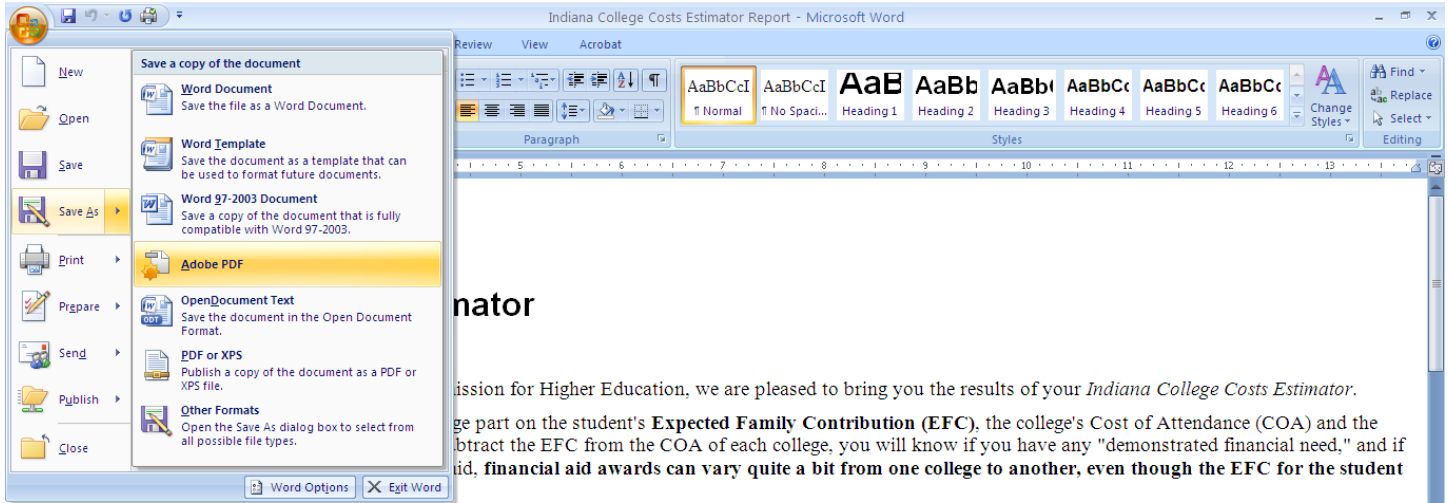 Indiana College Costs Estimator Report - Microsoft Word
Review View Acrobat
New
Open
Save
Save As
Print
Prepare
Send
Publish
Close
Save a copy of the document
Word Document
Save the file as a Word Document.
Word Template
Save the document as a template that can
be used to format future documents.
Word 97-2003 Document
Save a copy of the document that is fully
compatible with Word 97-2003.
Adobe PDF
OpenDocument Text
Save the document in the Open Document
Format.
PDF or XPS
Publish a copy of the document as a PDF or
XPS file.
Other Formats
Open the Save As dialog box to select from
all possible file types.
Word Options Exit Word
Paragraph
AaBbCcI AaBbCcI AaB AaBb AaBb AaBbCc AaBbCc AaBbCc
¶ Normal ¶ No Spaci... Heading 1 Heading 2 Heading 3 Heading 4 Heading 5 Heading 6
Change
Styles
Styles
Find
Replace
Select
Editing
5 6 7 8 9 10 11 12 13
mator
ission for Higher Education, we are pleased to bring you the results of your Indiana College Costs Estimator.
ge part on the student's Expected Family Contribution (EFC), the college's Cost of Attendance (COA) and the
btract the EFC from the COA of each college, you will know if you have any "demonstrated financial need," and if
id, financial aid awards can vary quite a bit from one college to another, even though the EFC for the student